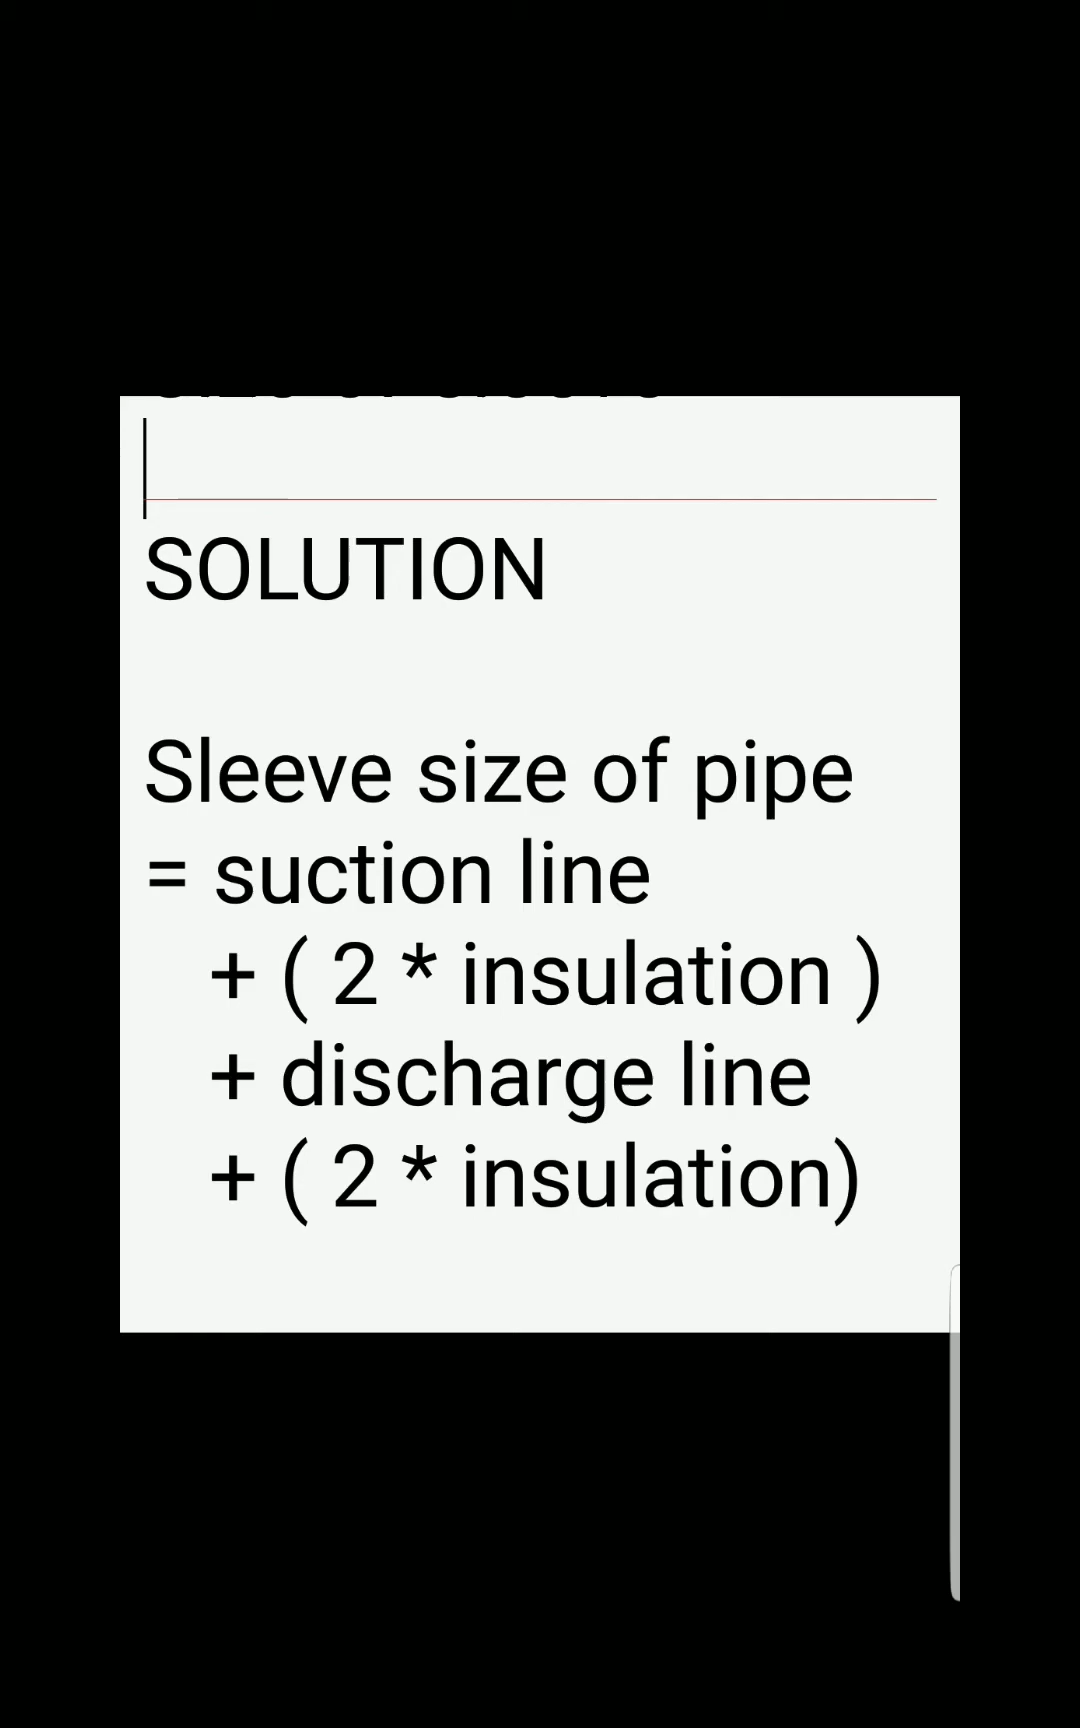 SOLUTION
Sleeve size of pipe
= suction line
+ ( 2 * insulation )
+ discharge line
+ ( 2 * insulation)